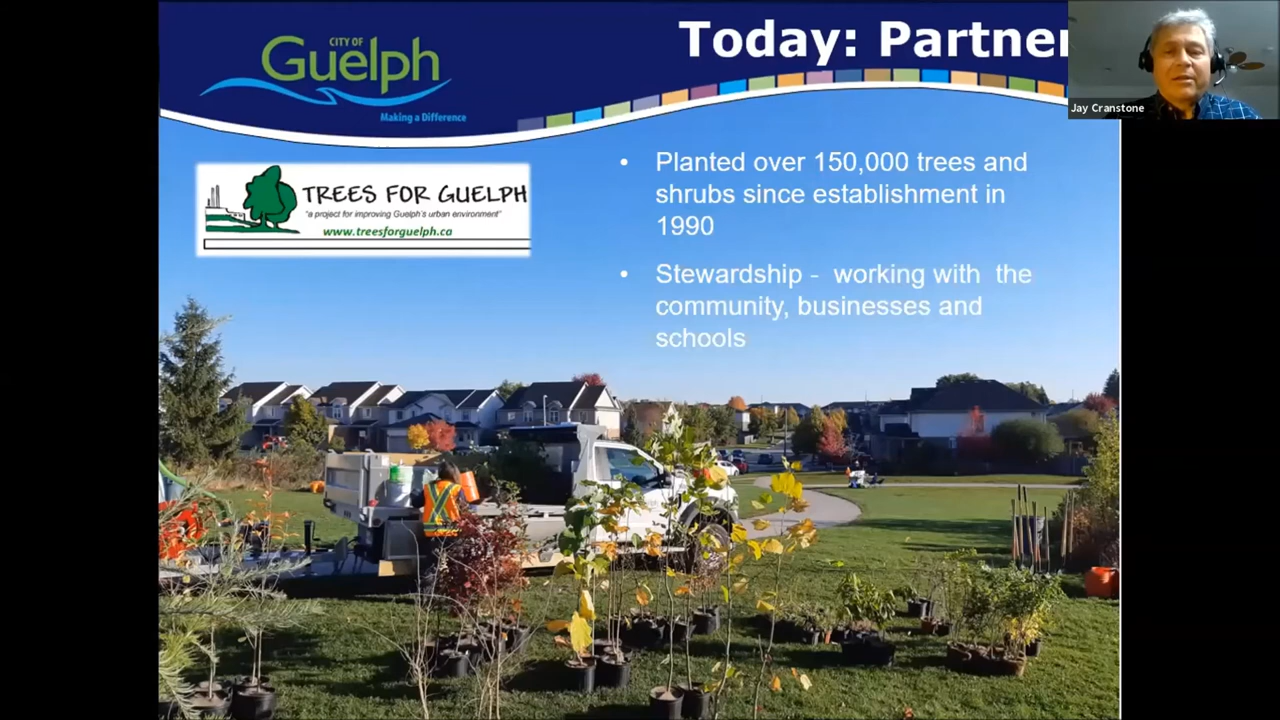 CITY OF
Guelph
Making a Difference
Today: Partner
Jay Cranstone
TREES FOR GUELPH
"a project for improving Guelph's urban environment"
www.treesforguelph.ca
• Planted over 150,000 trees and
shrubs since establishment in
1990
• Stewardship - working with the
community, businesses and
schools